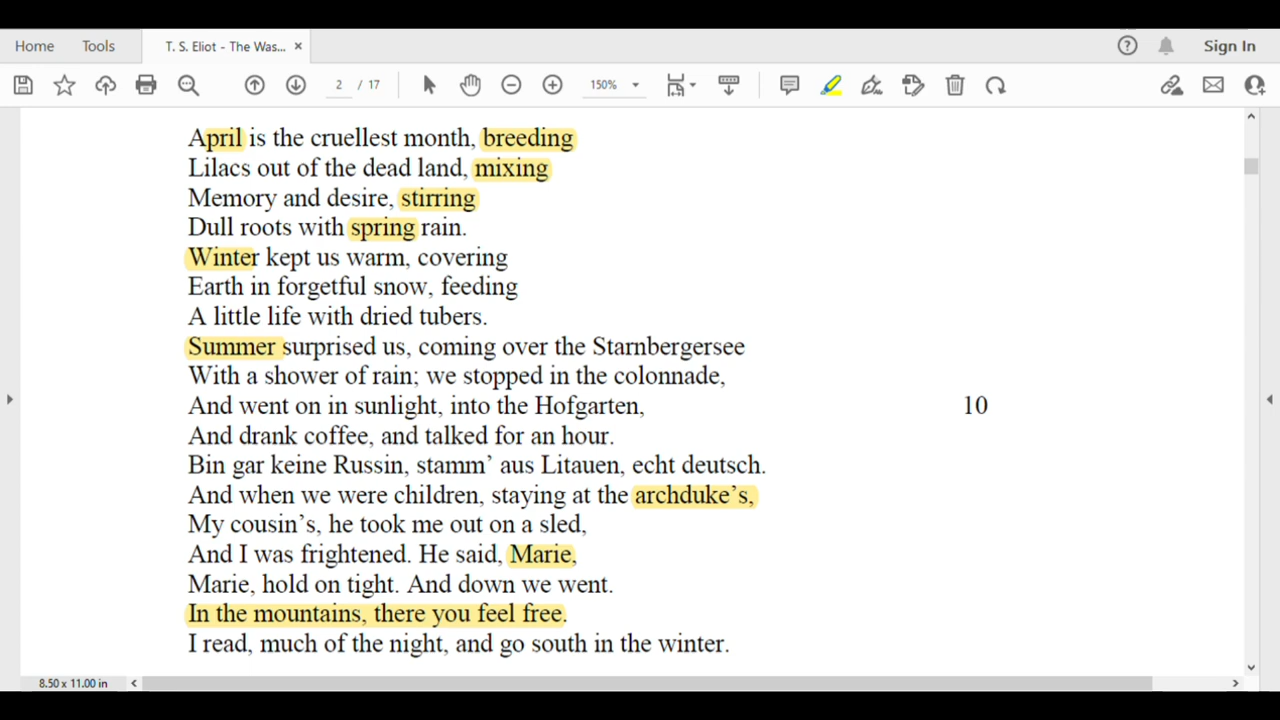 Home Tools T. S. Eliot - The Was... × Sign In
2 / 17 150%
April is the cruellest month, breeding
Lilacs out of the dead land, mixing
Memory and desire, stirring
Dull roots with spring rain.
Winter kept us warm, covering
Earth in forgetful snow, feeding
A little life with dried tubers.
Summer surprised us, coming over the Starnbergersee
With a shower of rain; we stopped in the colonnade,
And went on in sunlight, into the Hofgarten, 10
And drank coffee, and talked for an hour.
Bin gar keine Russin, stamm’ aus Litauen, echt deutsch.
And when we were children, staying at the archduke’s,
My cousin’s, he took me out on a sled,
And I was frightened. He said, Marie,
Marie, hold on tight. And down we went.
In the mountains, there you feel free.
I read, much of the night, and go south in the winter.
8.50 x 11.00 in